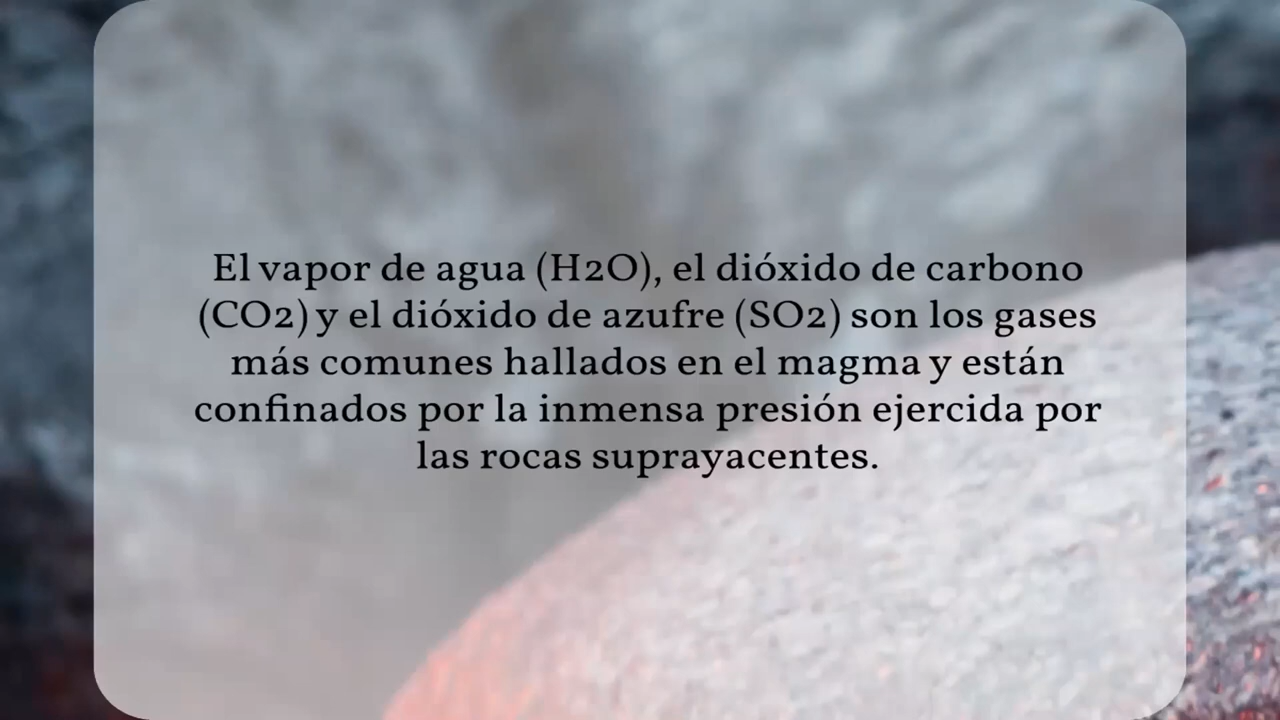 El vapor de agua (H2O), el dióxido de carbono
(CO2) y el dióxido de azufre (SO2) son los gases
más comunes hallados en el magma y están
confinados por la inmensa presión ejercida por
las rocas suprayacentes.